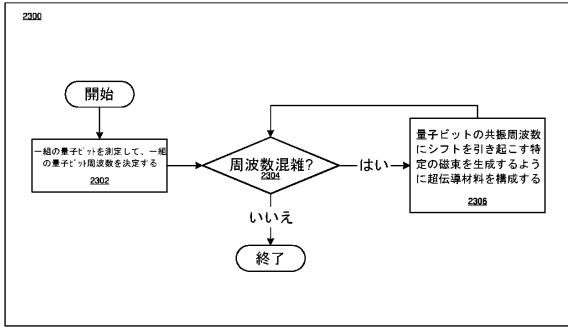 2300
開始
一組の量子ビットを測定して、一組
の量子ビット周波数を決定する
2302
周波数混雑?
2304
はい
量子ビットの共振周波数
にシフトを引き起こす特
定の磁束を生成するよう
に超伝導材料を構成する
2306
いいえ
終了